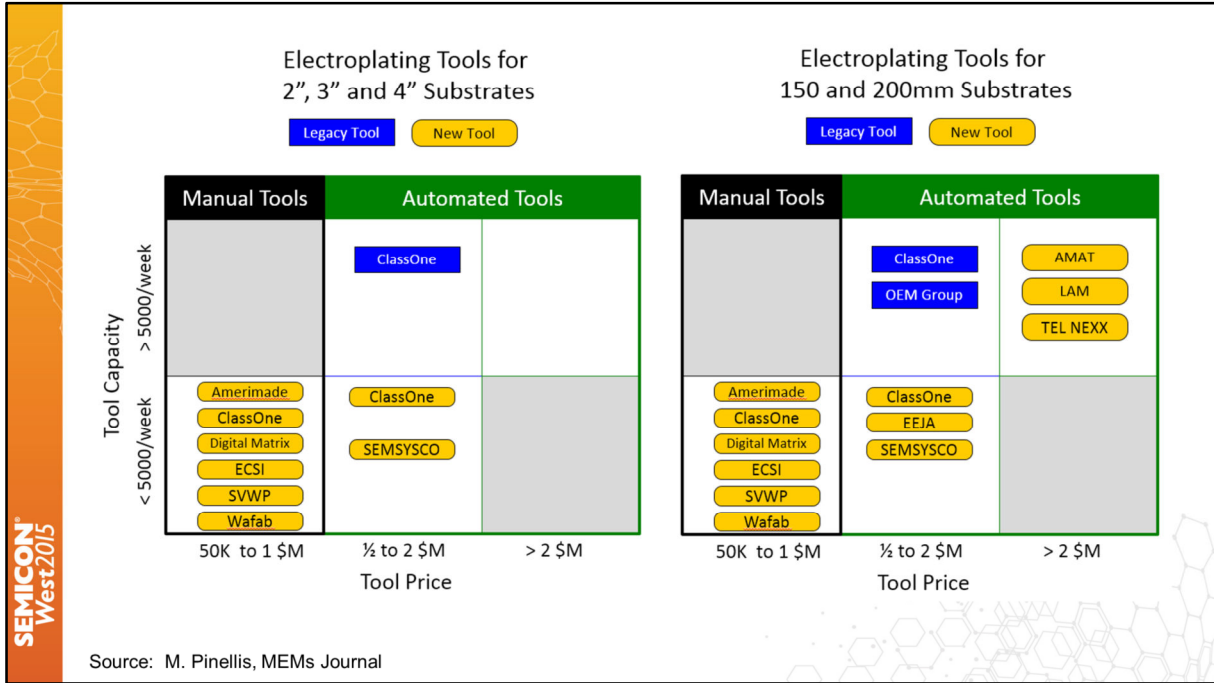 Electroplating Tools for
2”, 3” and 4” Substrates
Legacy Tool
New Tool
Manual Tools
Automated Tools
Tool Capacity
> 5000/week
< 5000/week
ClassOne
Amerimade
ClassOne
Digital Matrix
ECSI
SVWP
Wafab
ClassOne
SEMSYSCO
50K to 1 $M
½ to 2 $M
> 2 $M
Tool Price
Electroplating Tools for
150 and 200mm Substrates
Legacy Tool
New Tool
Manual Tools
Automated Tools
ClassOne
OEM Group
AMAT
LAM
TEL NEXX
Amerimade
ClassOne
Digital Matrix
ECSI
SVWP
Wafab
ClassOne
EEJA
SEMSYSCO
50K to 1 $M
½ to 2 $M
> 2 $M
Tool Price
SEMICON®
West2015
Source: M. Pinellis, MEMs Journal